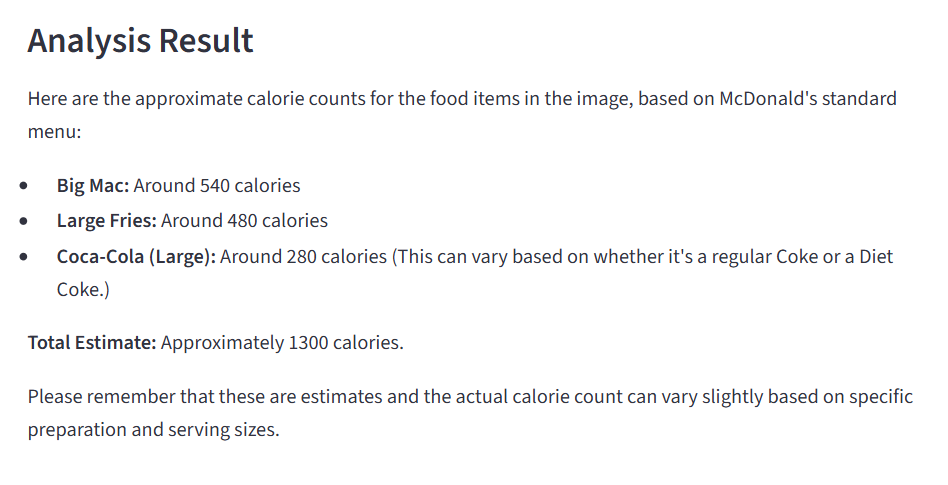 Analysis Result
Here are the approximate calorie counts for the food items in the image, based on McDonald's standard
menu:
• Big Mac: Around 540 calories
• Large Fries: Around 480 calories
• Coca-Cola (Large): Around 280 calories (This can vary based on whether it's a regular Coke or a Diet
Coke.)
Total Estimate: Approximately 1300 calories.
Please remember that these are estimates and the actual calorie count can vary slightly based on specific
preparation and serving sizes.